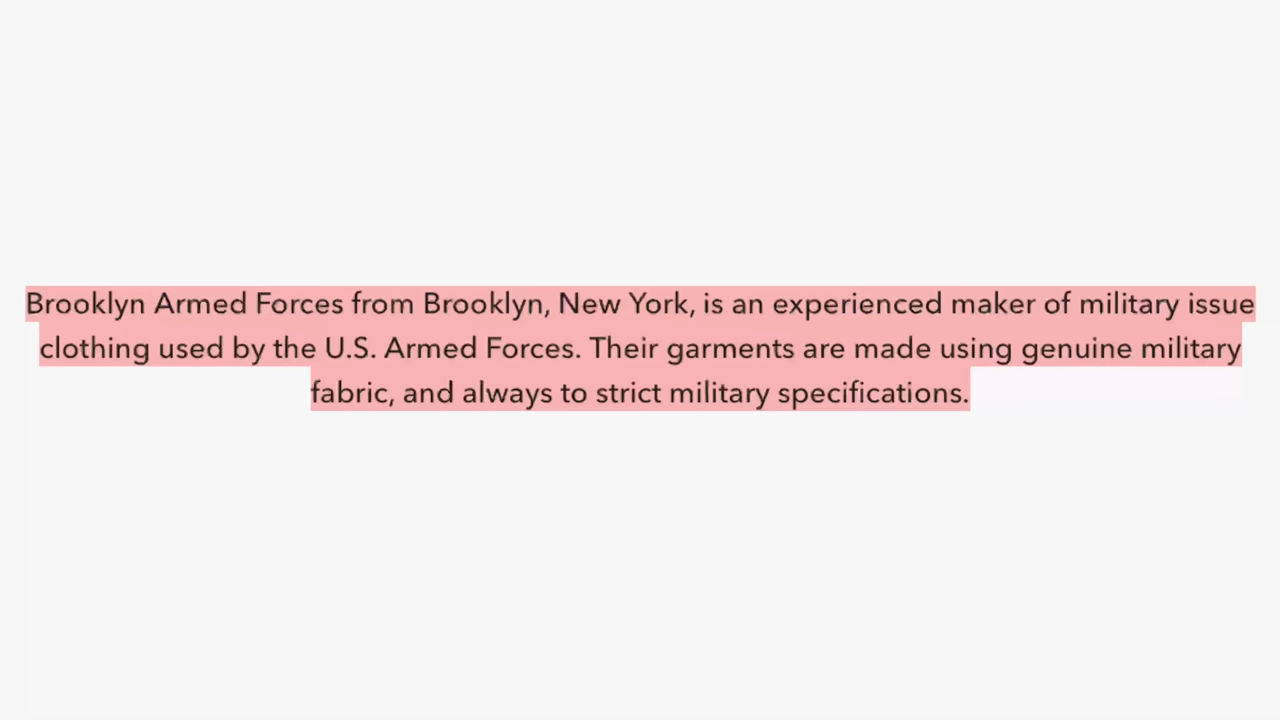 Brooklyn Armed Forces from Brooklyn, New York, is an experienced maker of military issue
clothing used by the U.S. Armed Forces. Their garments are made using genuine military
fabric, and always to strict military specifications.